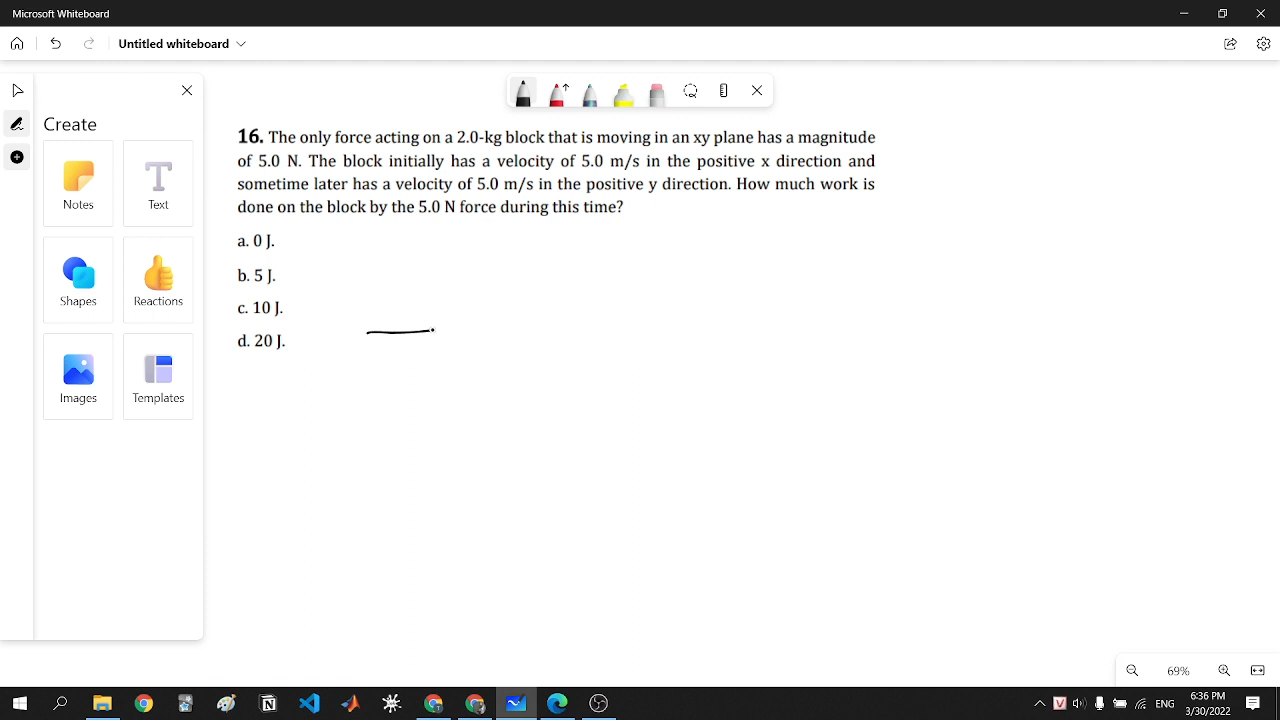 Microsoft Whiteboard
Untitled whiteboard
Create
Notes
Text
Shapes
Reactions
Images
Templates
16. The only force acting on a 2.0-kg block that is moving in an xy plane has a magnitude
of 5.0 N. The block initially has a velocity of 5.0 m/s in the positive x direction and
sometime later has a velocity of 5.0 m/s in the positive y direction. How much work is
done on the block by the 5.0 N force during this time?
a. 0 J.
b. 5 J.
c. 10 J.
d. 20 J.
69%
ENG
6:36 PM
3/30/2022